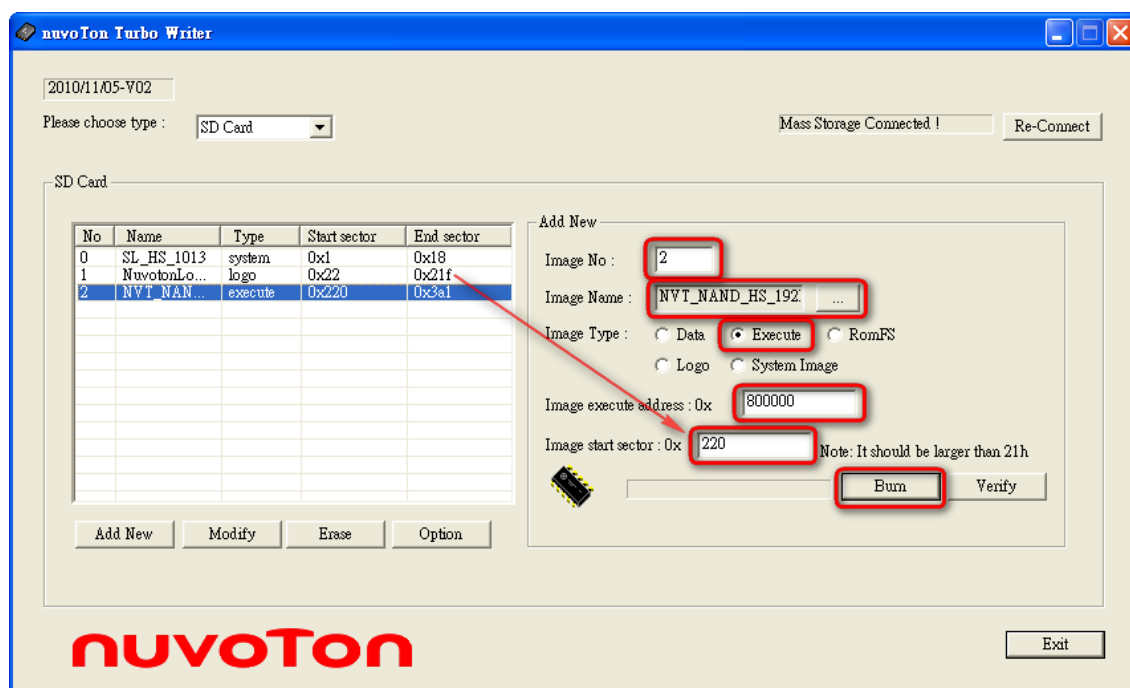 nuvoTon Turbo Writer
2010/11/05-V02
Please choose type :
SD Card
Mass Storage Connected !
Re-Connect
SD Card
No Name Type Start sector End sector
0 SL_HS_1013 system 0x1 0x18
1 NuvotonLo... logo 0x22 0x21f
2 NVT_NAN... execute 0x220 0x3a1
Add New Modify Erase Option
Add New
Image No : 2
Image Name : NVT_NAND_HS_192 ...
Image Type : Data Execute RomFS
Logo System Image
Image execute address : 0x 800000
Image start sector : 0x 220 Note: It should be larger than 21h
Burn Verify
nuvoTon
Exit